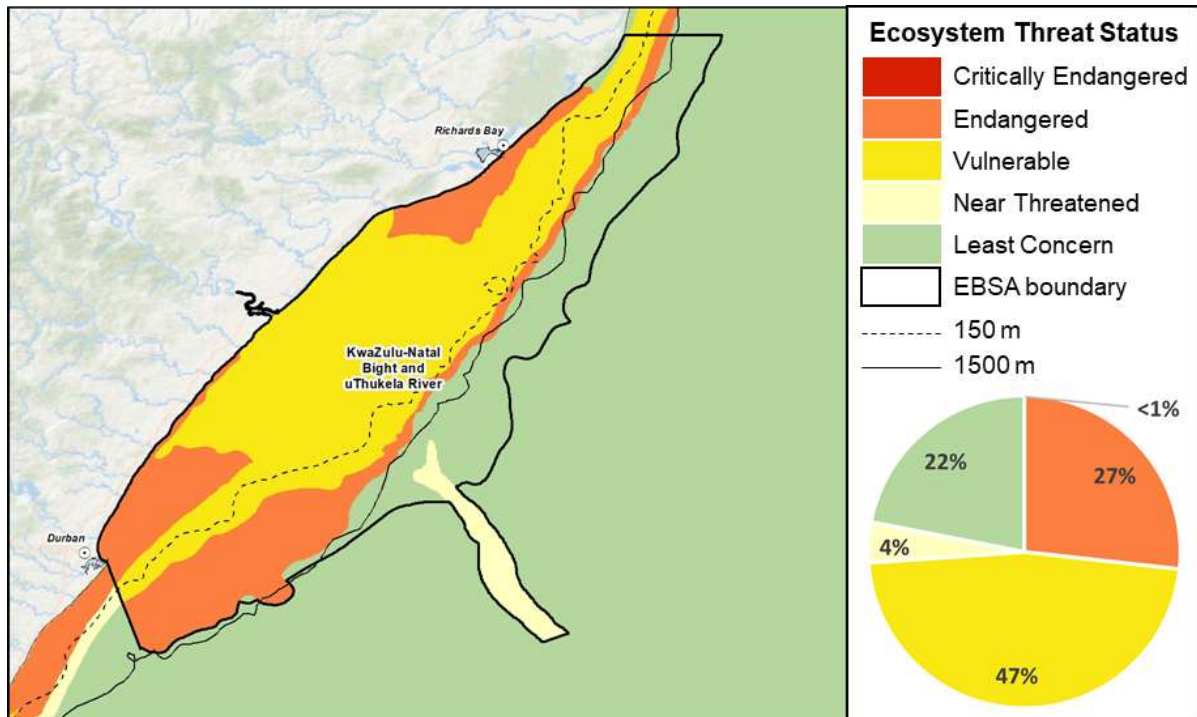 Richards Bay
KwaZulu-Natal
Bight and
uThukela River
Durban
Ecosystem Threat Status
Critically Endangered
Endangered
Vulnerable
Near Threatened
Least Concern
EBSA boundary
150 m
1500 m
<1%
22%
27%
4%
47%